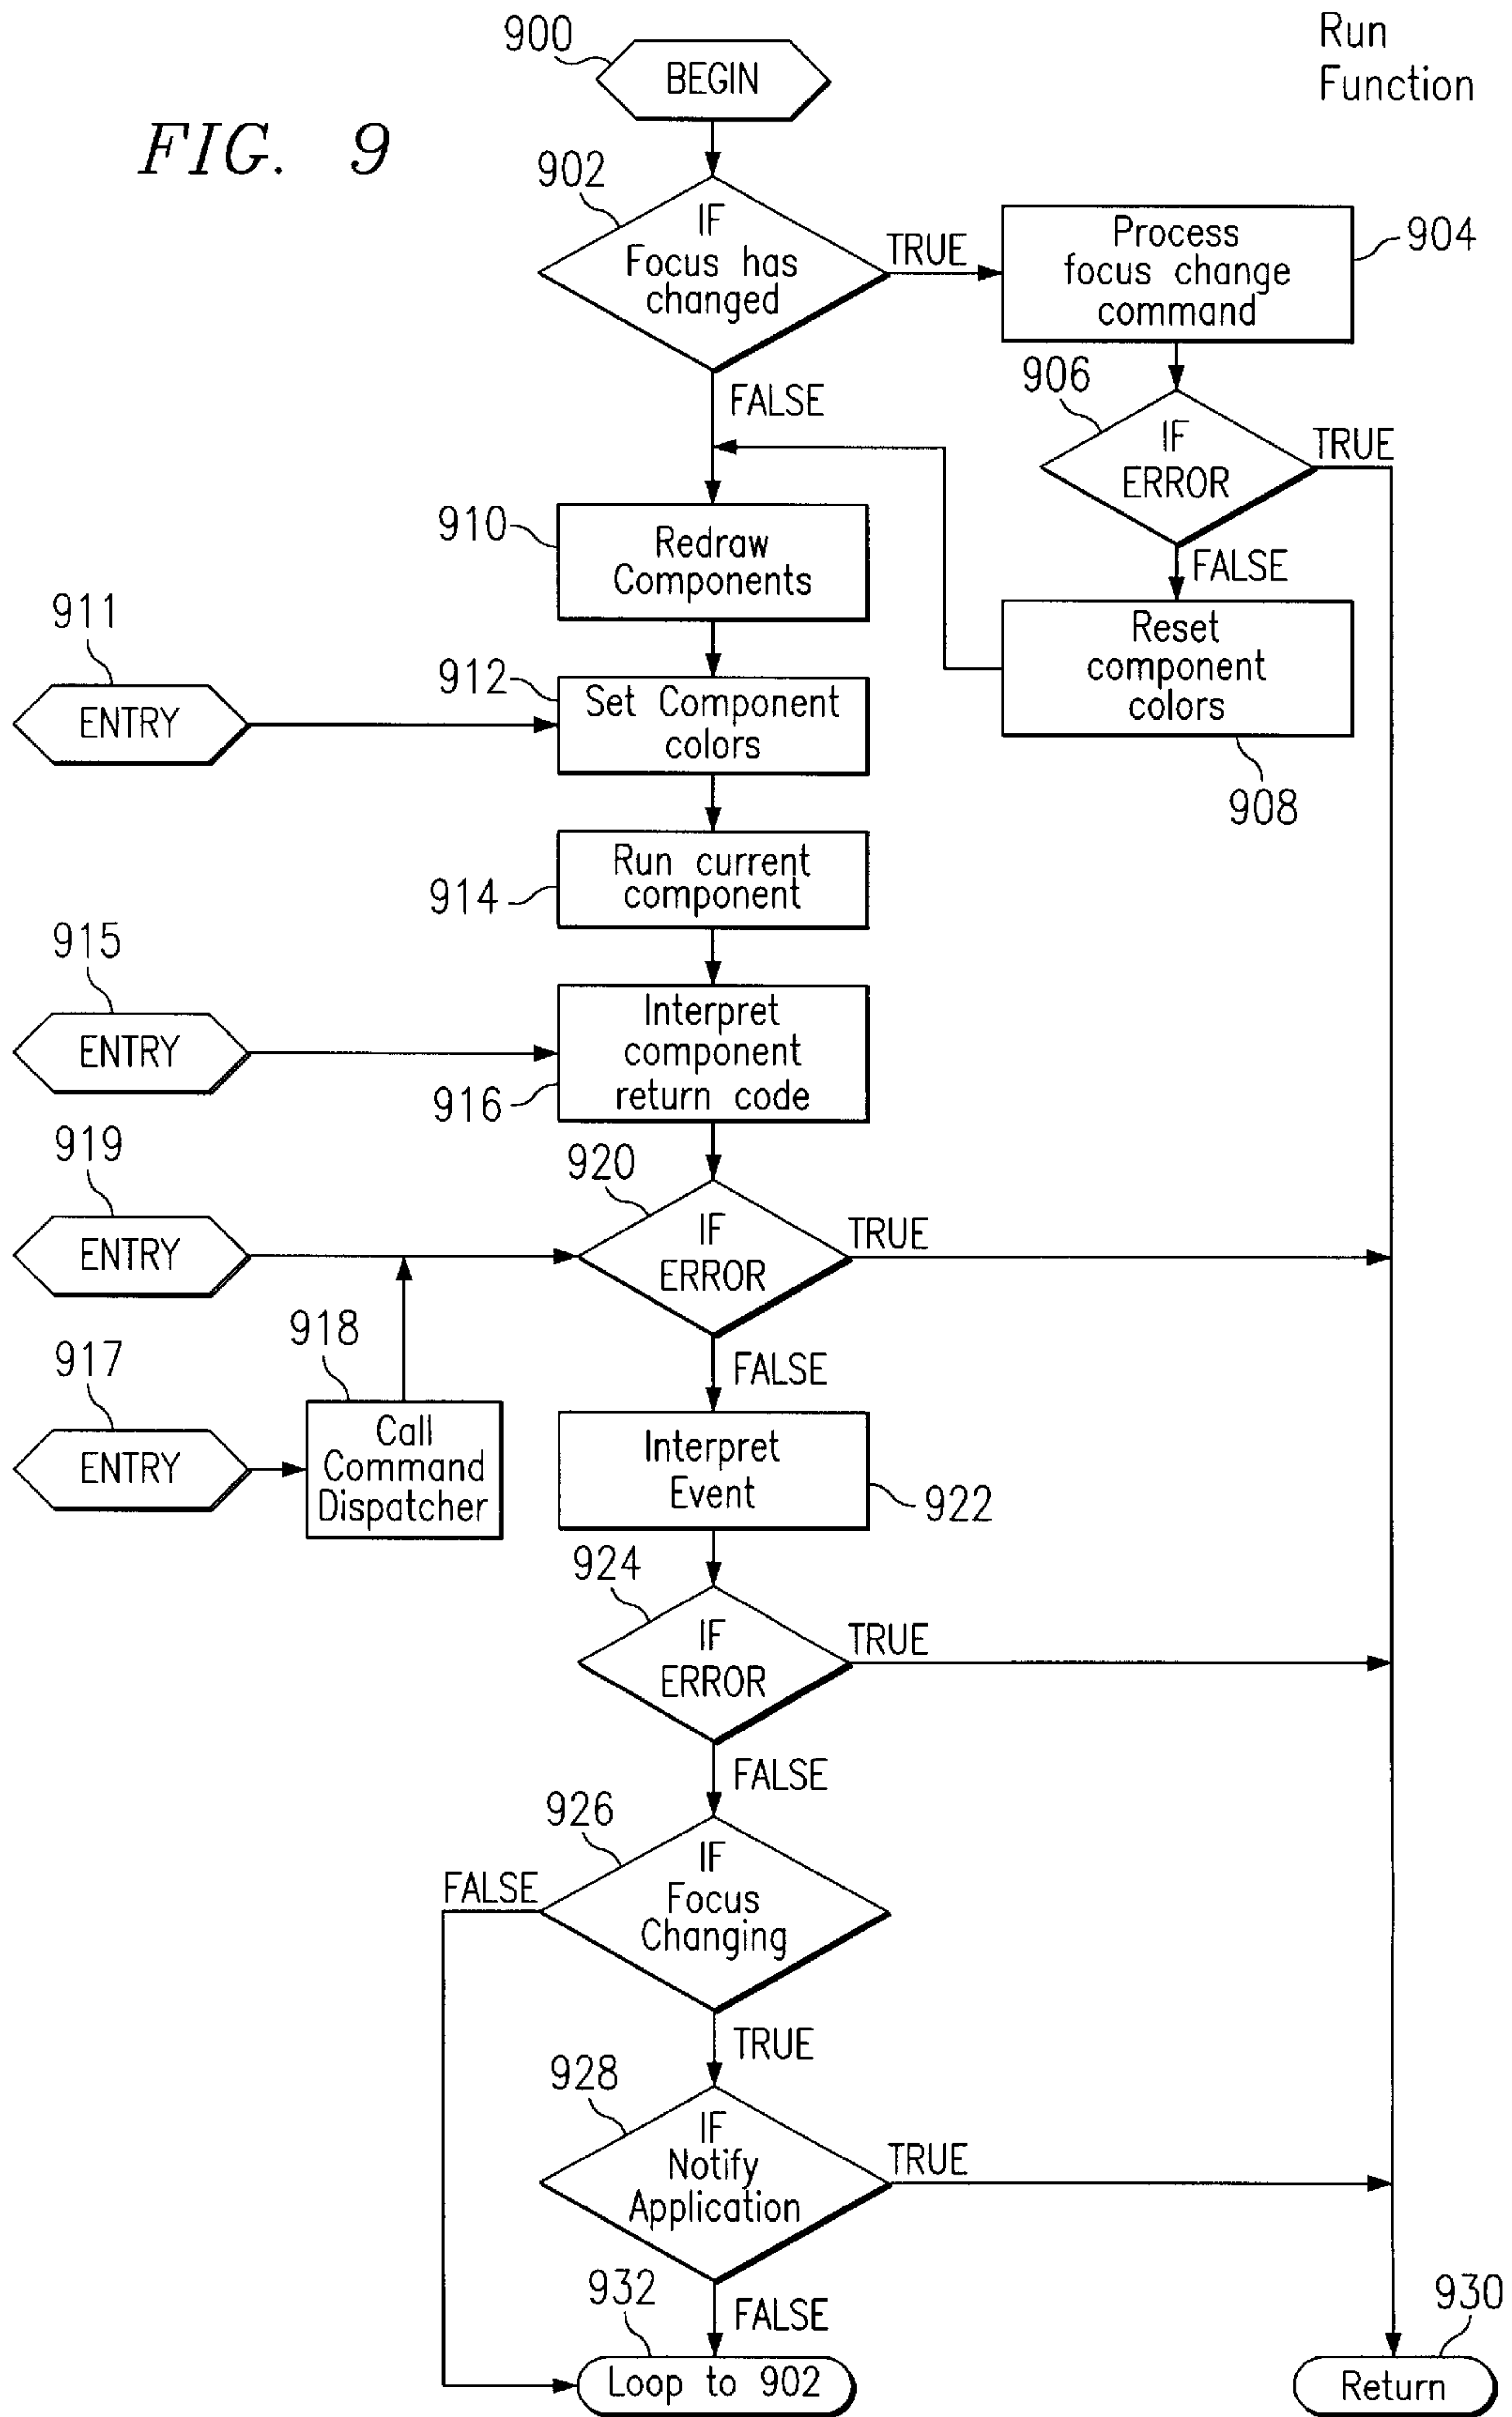 Run
Function
FIG. 9
900
BEGIN
902
IF
Focus has
changed
TRUE
Process
focus change
command
904
FALSE
906
IF
ERROR
TRUE
FALSE
910
Redraw
Components
Reset
component
colors
908
911
ENTRY
912
Set Component
colors
914
Run current
component
915
ENTRY
Interpret
component
return code
916
919
ENTRY
920
IF
ERROR
TRUE
FALSE
917
ENTRY
918
Call
Command
Dispatcher
Interpret
Event
922
924
IF
ERROR
TRUE
FALSE
926
IF
Focus
Changing
FALSE
TRUE
928
IF
Notify
Application
TRUE
FALSE
932
Loop to 902
930
Return